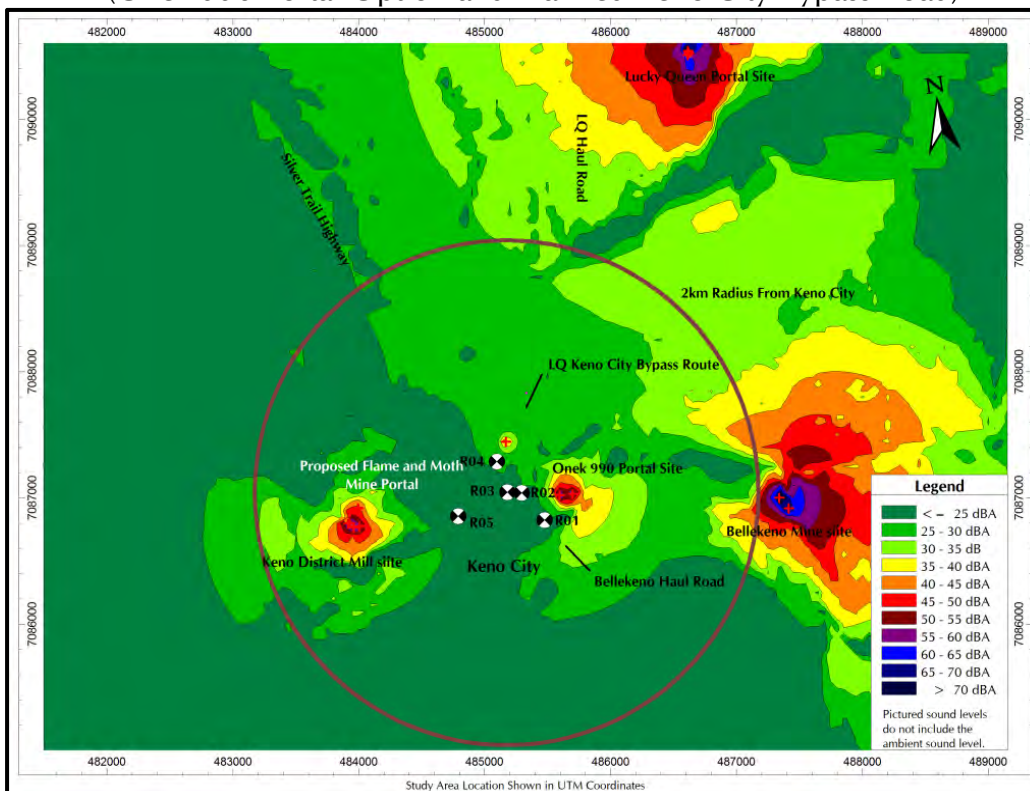 482000 483000 484000 485000 486000 487000 488000 489000
Lucky Queen Portal Site
N
7090000 7090000
LQ Haul Road
Silver Trail Highway
7089000 7089000
2km Radius From Keno City
7088000 7088000
LQ Keno City Bypass Route
R04
Proposed Flame and Moth
Mine Portal
Onek 990 Portal Site
7087000 7087000
R03 R02
R05 R01
Bellekeno Mine site
Keno District Mill siite
Keno City
Bellekeno Haul Road
7086000 7086000
Legend
< = 25 dBA
25 - 30 dBA
30 - 35 dB
35 - 40 dBA
40 - 45 dBA
45 - 50 dBA
50 - 55 dBA
55 - 60 dBA
60 - 65 dBA
65 - 70 dBA
> 70 dBA
Pictured sound levels
do not include the
ambient sound level.
482000 483000 484000 485000 486000 487000 488000 489000
Study Area Location Shown in UTM Coordinates